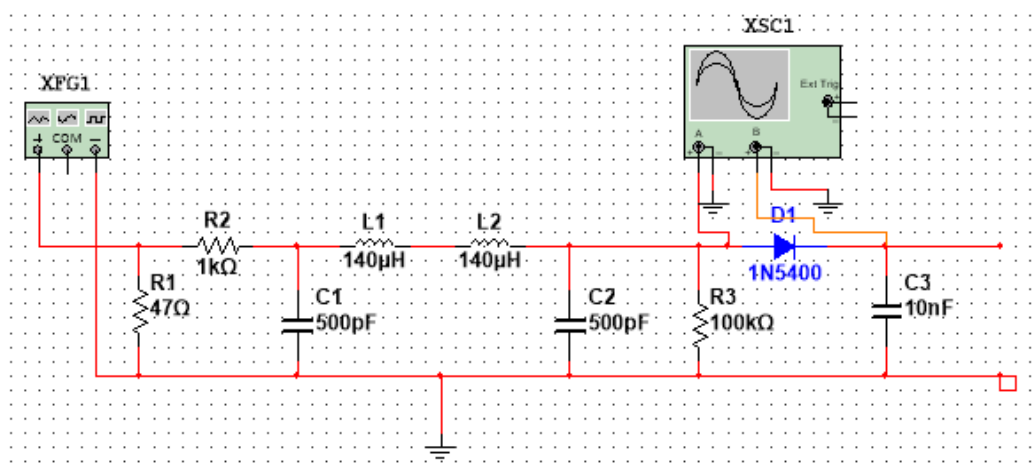 XSC1
XFG1
Ext Trig
+
−
A
B
+
−
+
−
+
COM
−
D1
1N5400
R2
1kΩ
L1
140µH
L2
140µH
R1
47Ω
C1
500pF
C2
500pF
R3
100kΩ
C3
10nF